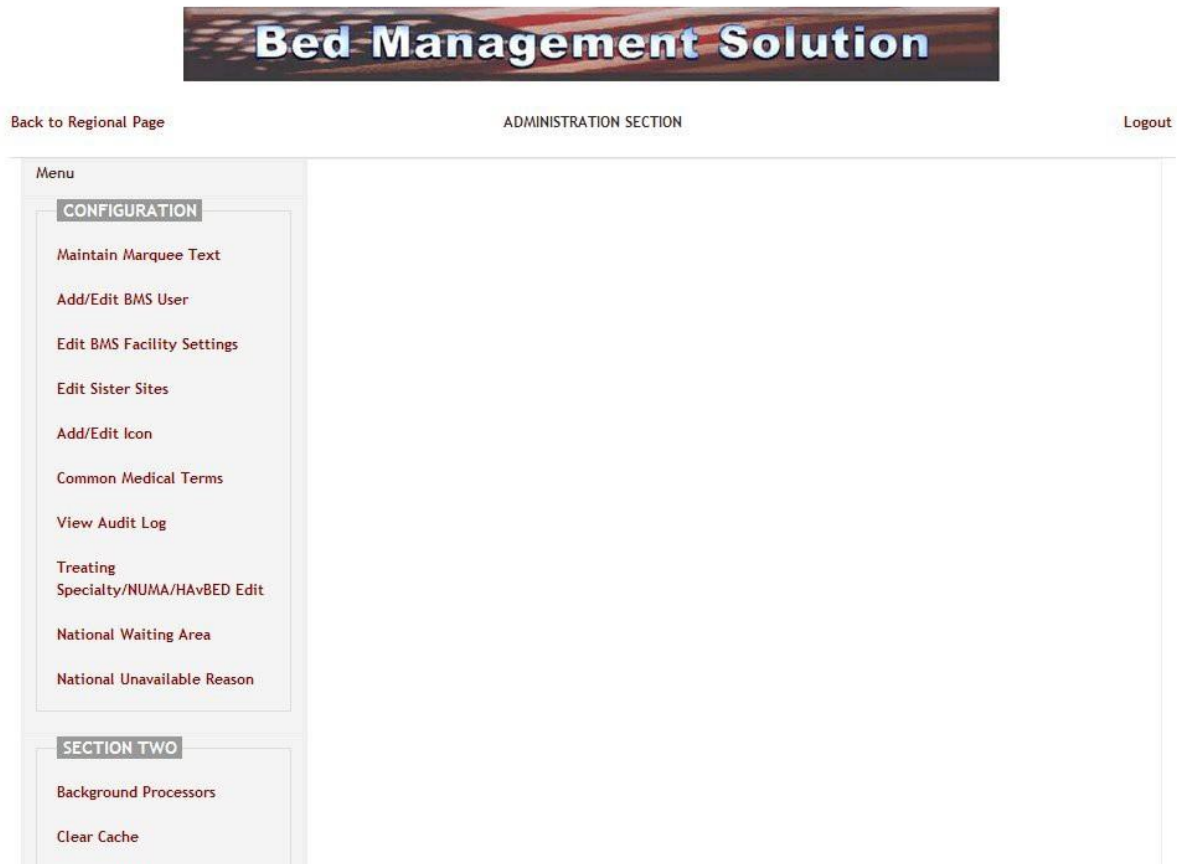 Bed Management Solution
Back to Regional Page
ADMINISTRATION SECTION
Logout
Menu
CONFIGURATION
Maintain Marquee Text
Add/Edit BMS User
Edit BMS Facility Settings
Edit Sister Sites
Add/Edit Icon
Common Medical Terms
View Audit Log
Treating
Specialty/NUMA/HAvBED Edit
National Waiting Area
National Unavailable Reason
SECTION TWO
Background Processors
Clear Cache